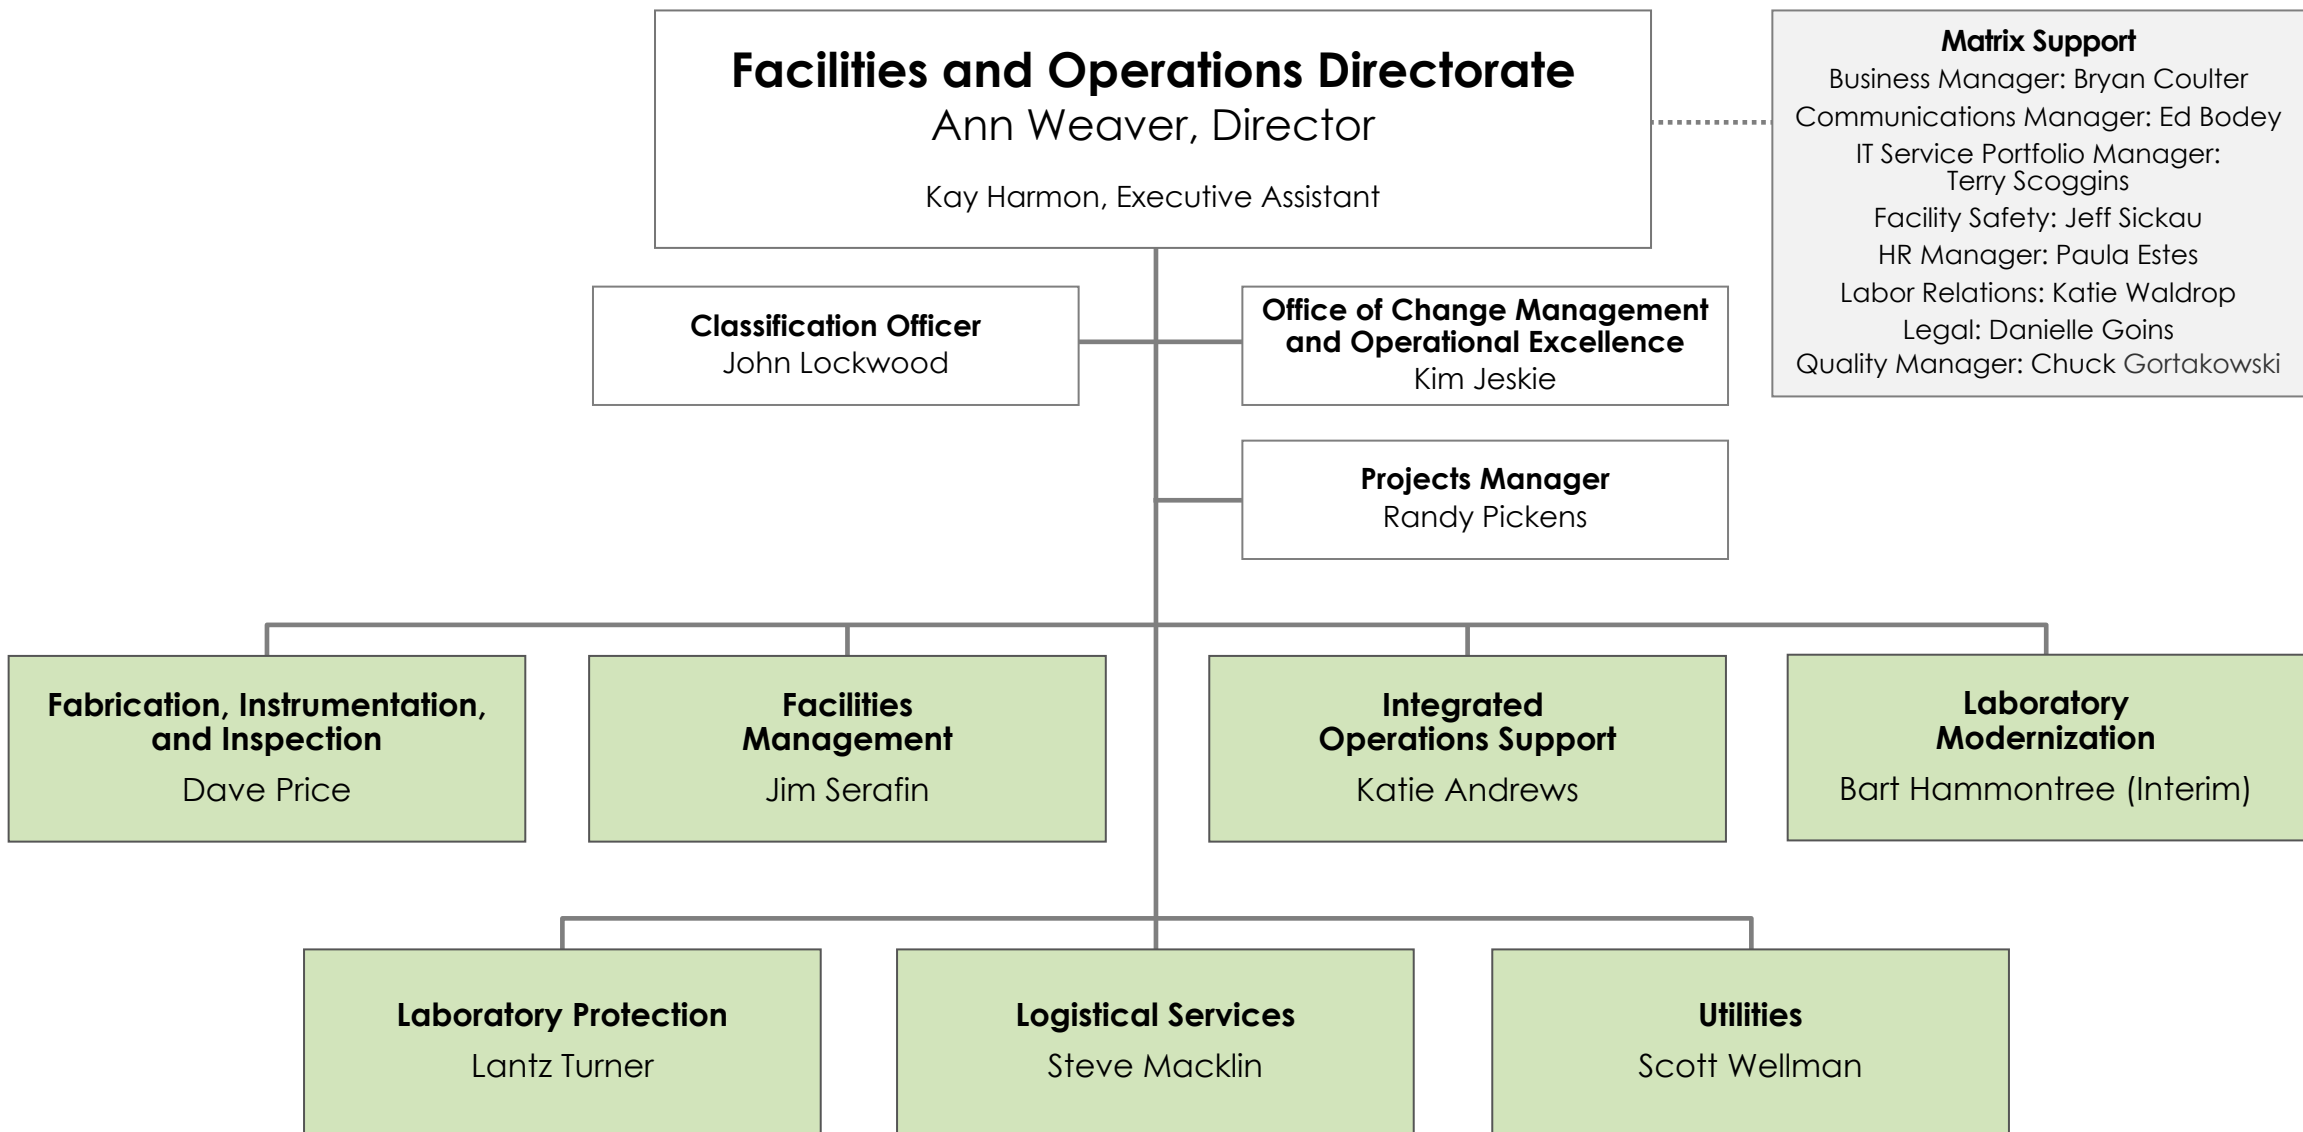 Facilities and Operations Directorate
Ann Weaver, Director
Kay Harmon, Executive Assistant
Matrix Support
Business Manager: Bryan Coulter
Communications Manager: Ed Bodey
IT Service Portfolio Manager:
Terry Scoggins
Facility Safety: Jeff Sickau
HR Manager: Paula Estes
Labor Relations: Katie Waldrop
Legal: Danielle Goins
Quality Manager: Chuck Gortakowski
Classification Officer
John Lockwood
Office of Change Management
and Operational Excellence
Kim Jeskie
Projects Manager
Randy Pickens
Fabrication, Instrumentation,
and Inspection
Dave Price
Facilities
Management
Jim Serafin
Integrated
Operations Support
Katie Andrews
Laboratory
Modernization
Bart Hammontree (Interim)
Laboratory Protection
Lantz Turner
Logistical Services
Steve Macklin
Utilities
Scott Wellman